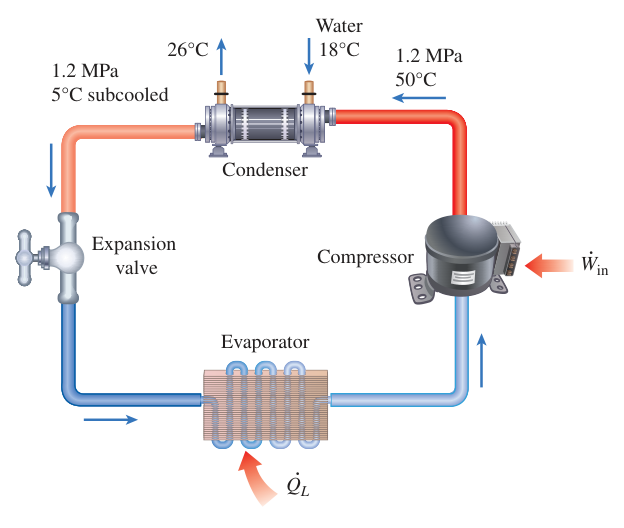 Water
26°C
18°C
1.2 MPa
50°C
1.2 MPa
5°C subcooled
Condenser
Expansion
valve
Compressor
Ẇin
Evaporator
Q̇L